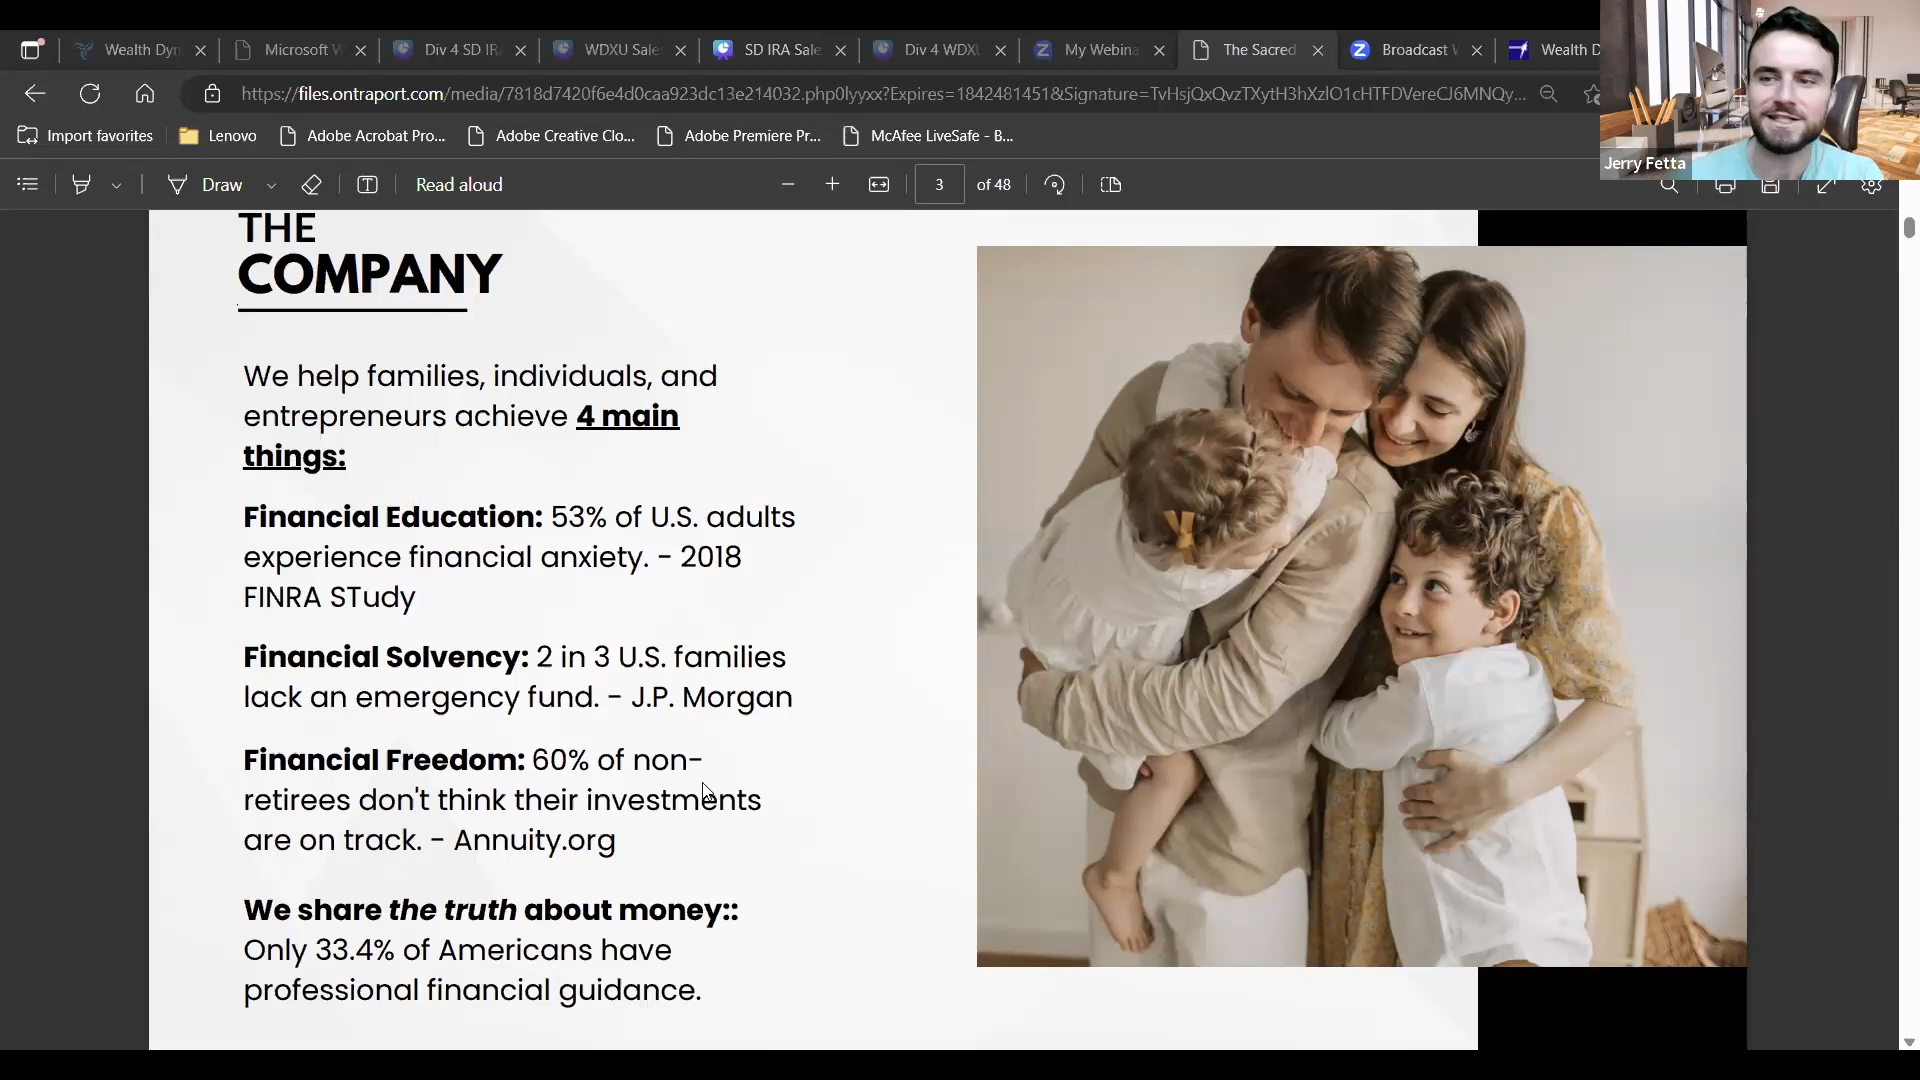 Wealth Dyn
Microsoft W
Div 4 SD IR
WDXU Sale
SD IRA Sale
Div 4 WDX
My Webina
The Sacred
Broadcast
Wealth D
https://files.ontraport.com/media/7818d7420f6e4d0caa923dc13e214032.php0lyyxx?Expires=1842481451&Signature=TvHsjQxQvzTXytH3hXzlO1cHTFDVereCJ6MNQy...
Import favorites
Lenovo
Adobe Acrobat Pro...
Adobe Creative Clo...
Adobe Premiere Pr...
McAfee LiveSafe - B...
Jerry Fetta
Draw
Read aloud
3 of 48
THE
COMPANY
We help families, individuals, and
entrepreneurs achieve 4 main
things:
Financial Education: 53% of U.S. adults
experience financial anxiety. - 2018
FINRA STudy
Financial Solvency: 2 in 3 U.S. families
lack an emergency fund. - J.P. Morgan
Financial Freedom: 60% of non-
retirees don't think their investments
are on track. - Annuity.org
We share the truth about money::
Only 33.4% of Americans have
professional financial guidance.